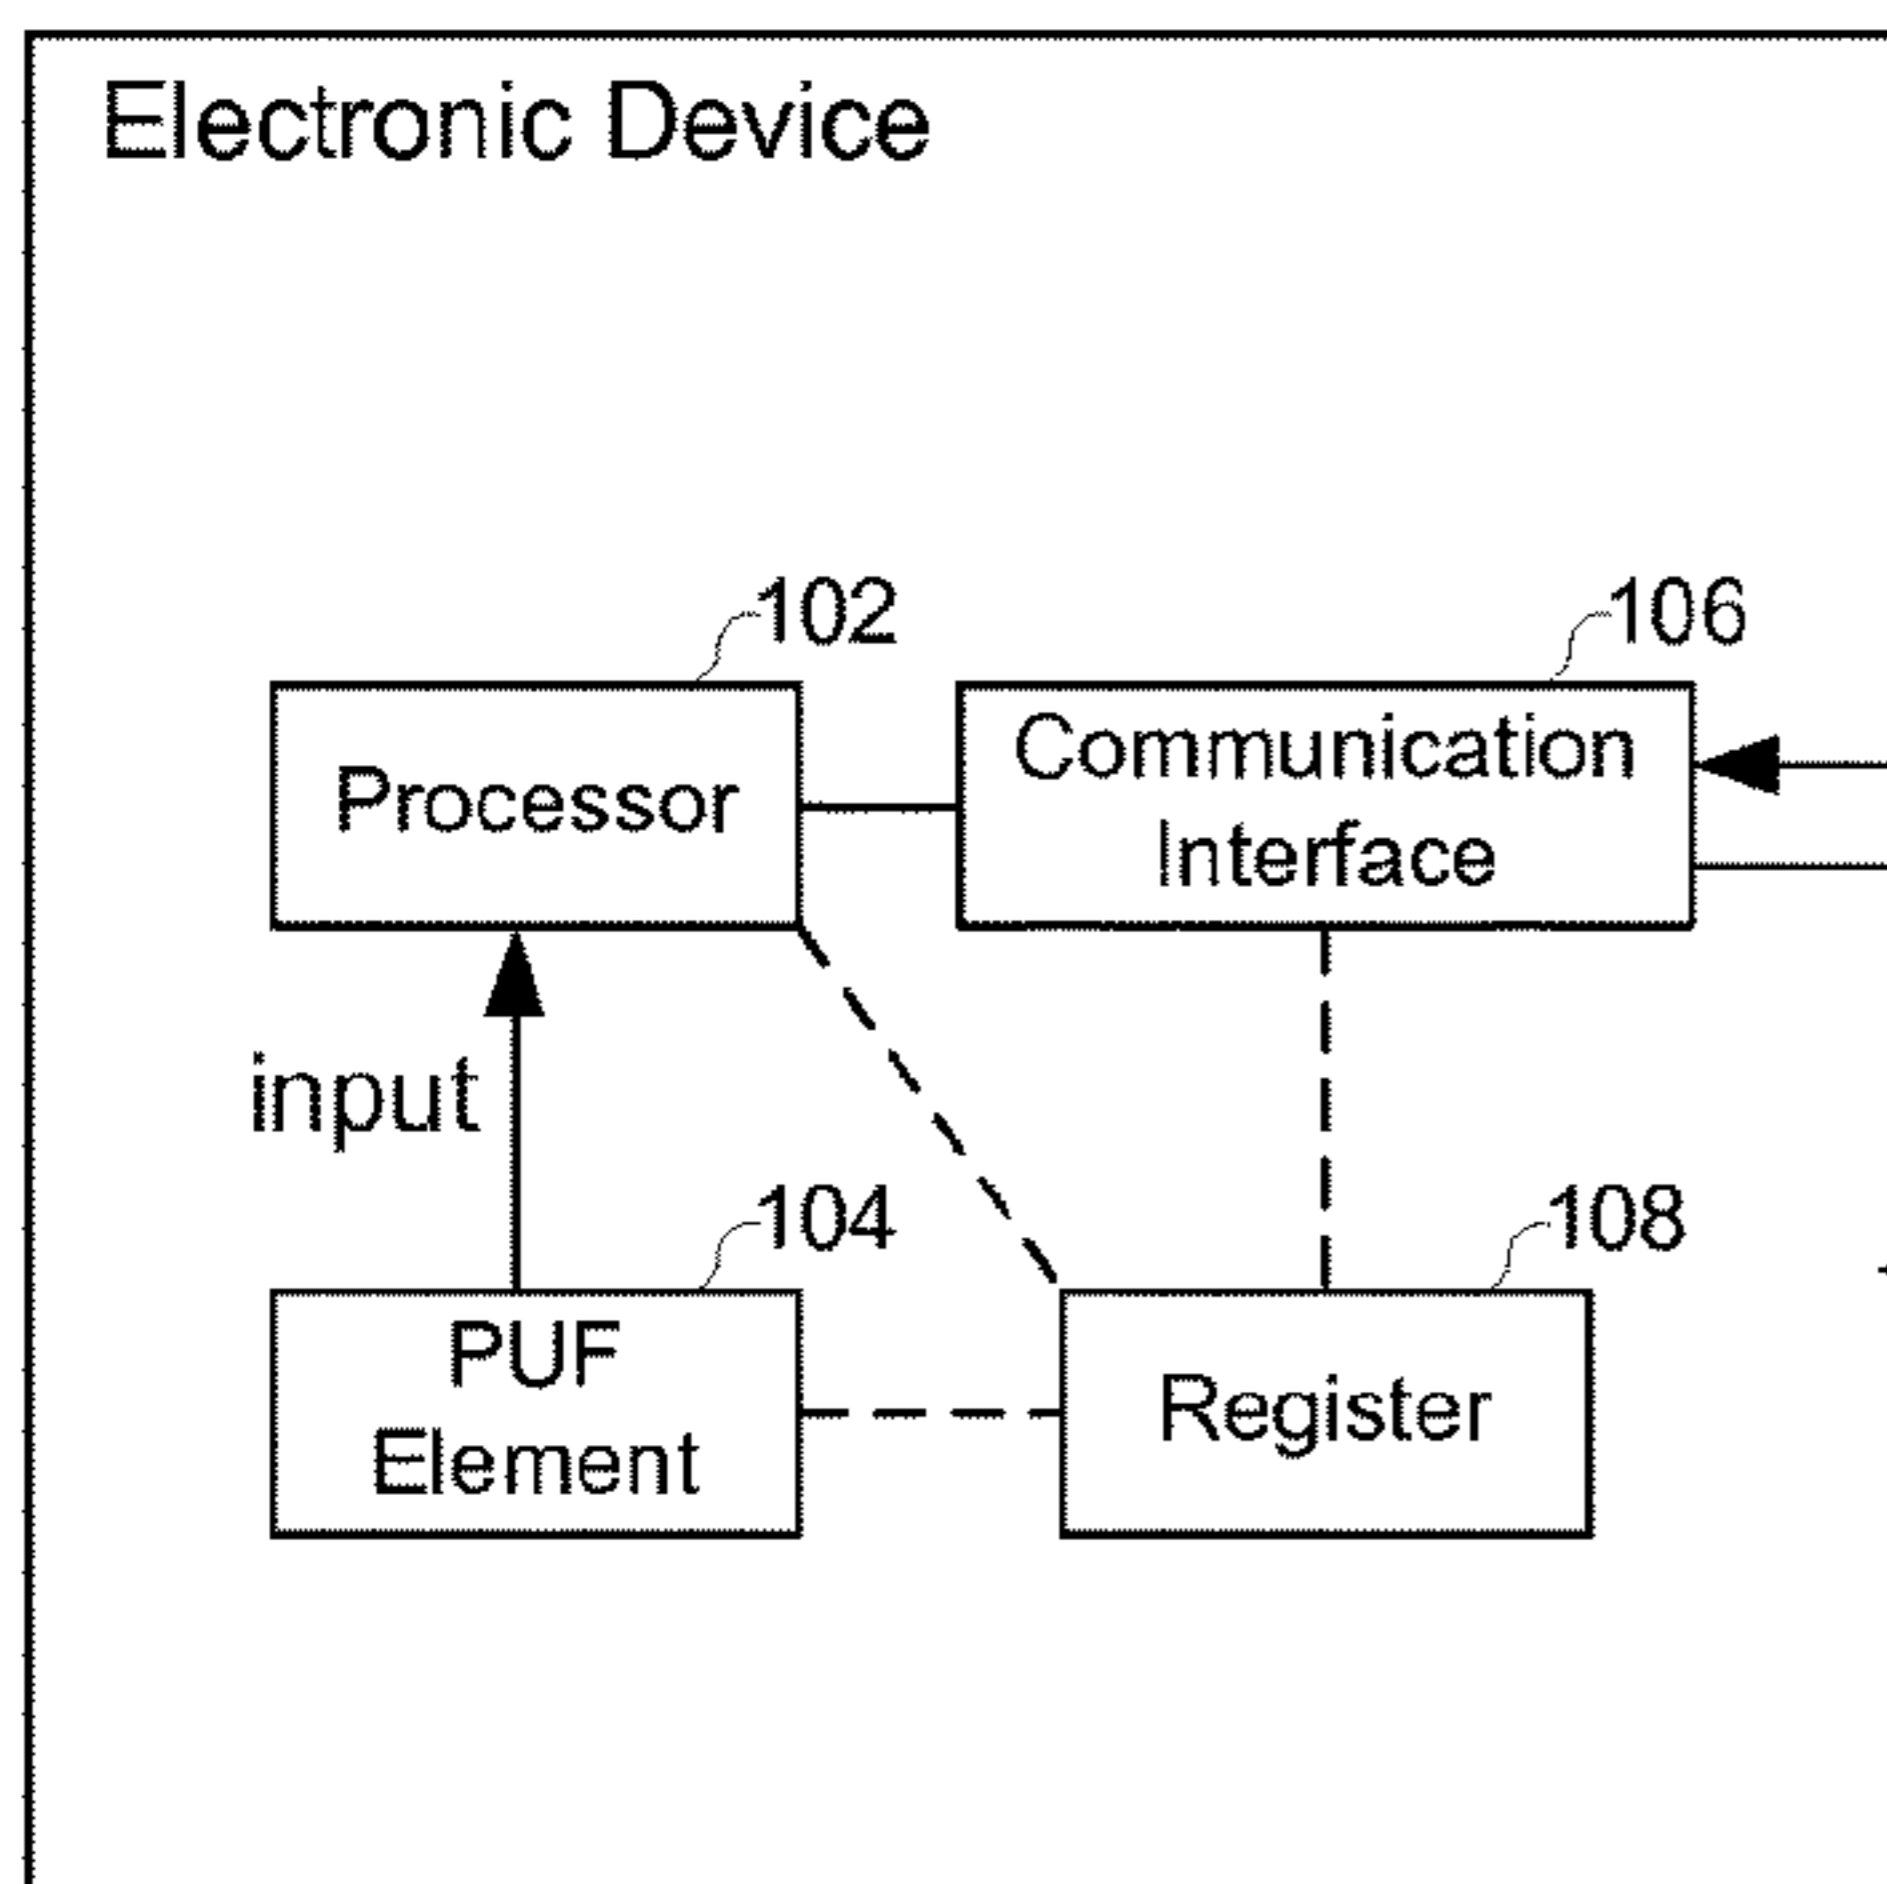 Electronic Device
102
106
Processor
Communication
Interface
input
104
108
PUF
Element
Register